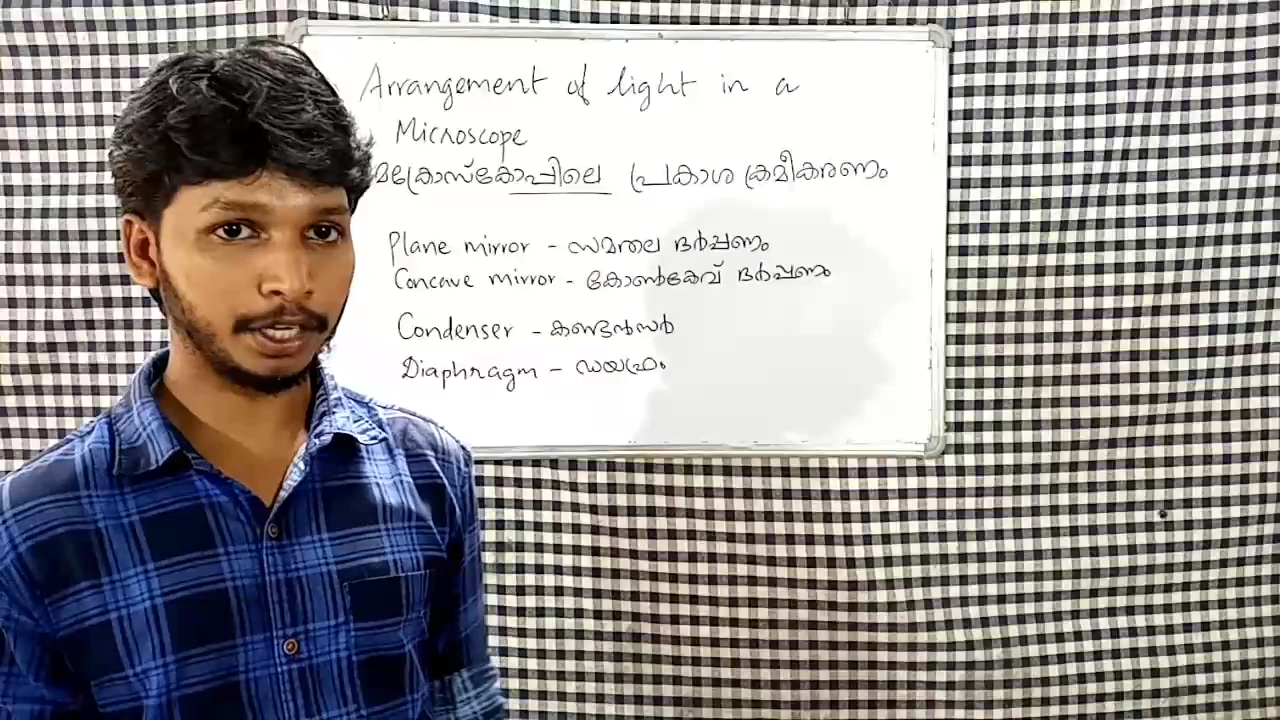 Arrangement of light in a
Microscope
മക്രോസ്കോപ്പിലെ പ്രകാശ ക്രമീകരണം
Plane mirror - സമതല ദർപ്പണം
Concave mirror - കോൺകേവ് ദർപ്പണം
Condenser - കണ്ടൻസർ
Diaphragm - ഡയഫ്രം